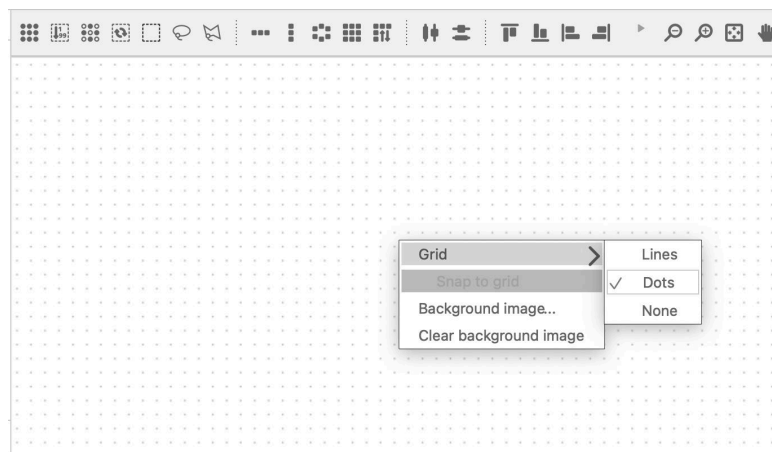 Grid
Snap to grid
Background image...
Clear background image
Lines
Dots
None